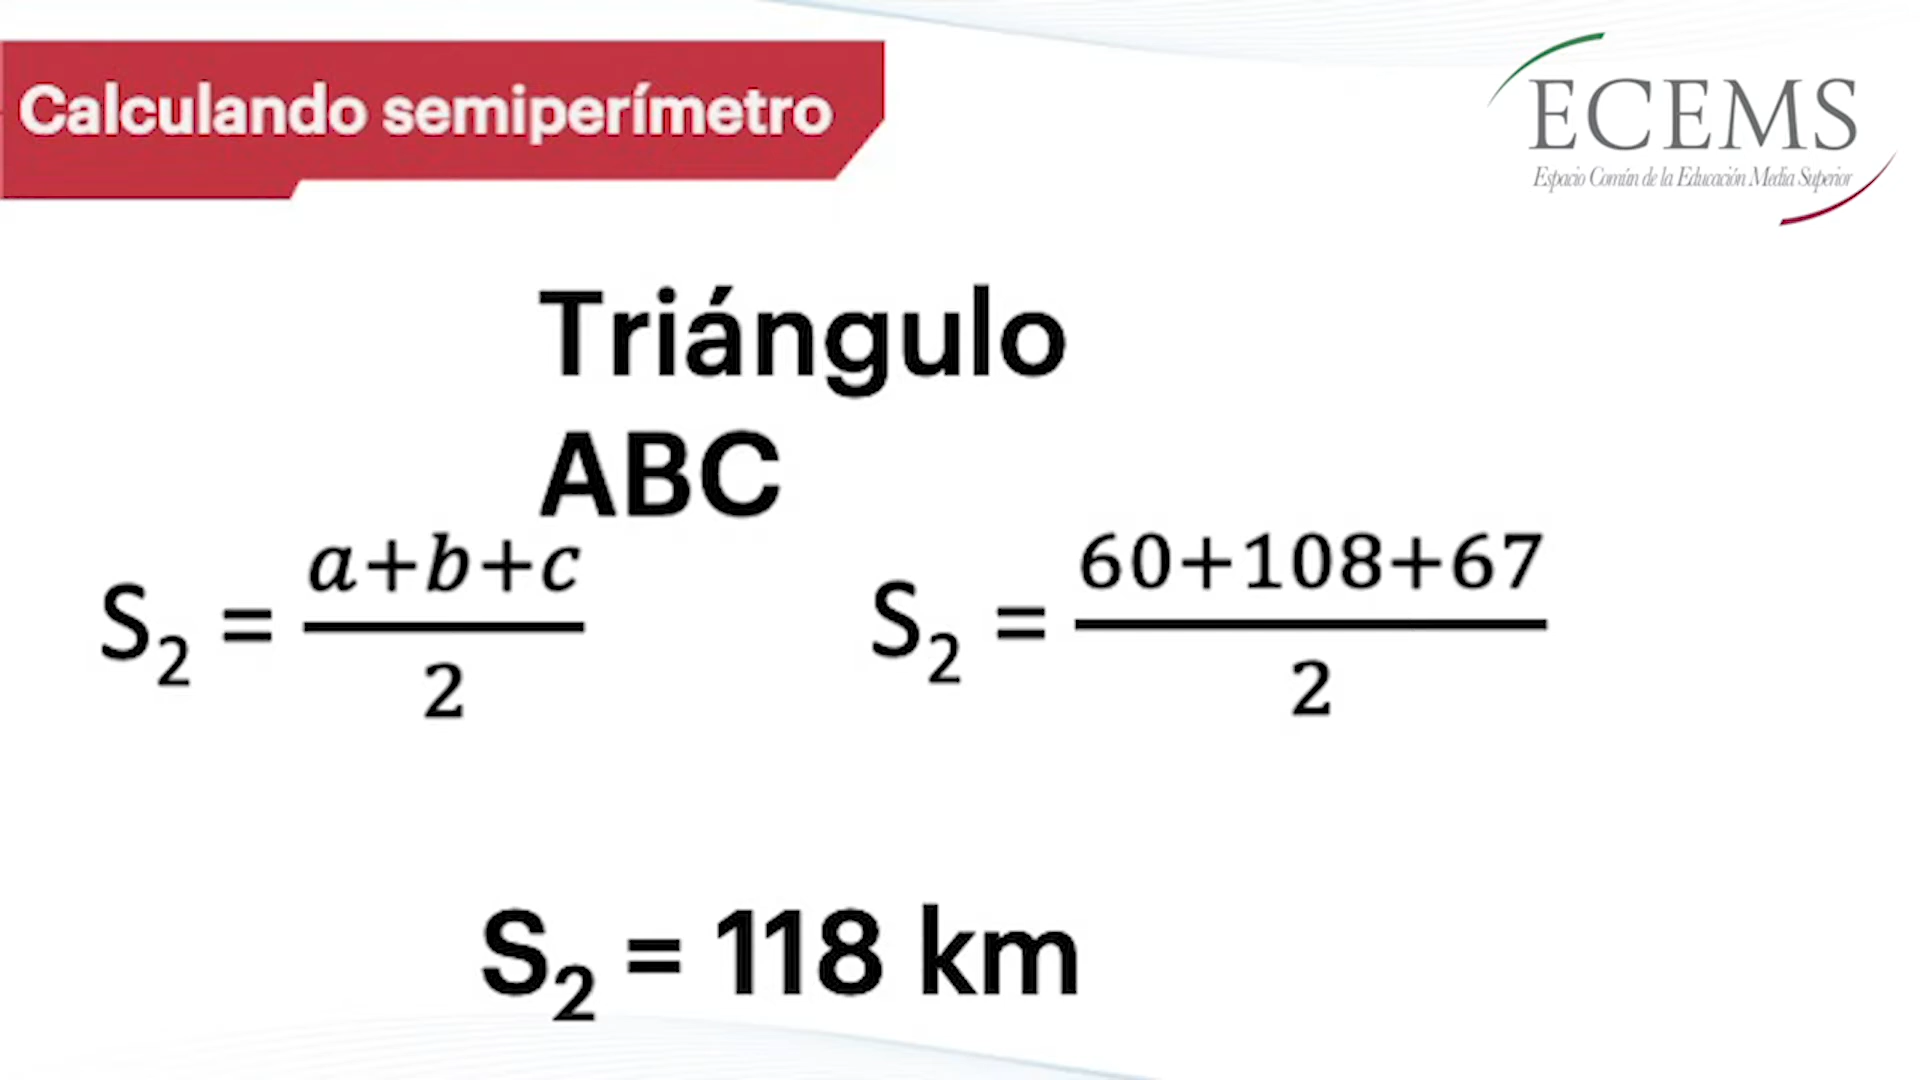 Calculando semiperímetro
ECEMS
Espacio Común de la Educación Media Superior
Triángulo
ABC
S₂ = (a+b+c)/2
S₂ = (60+108+67)/2
S₂ = 118 km